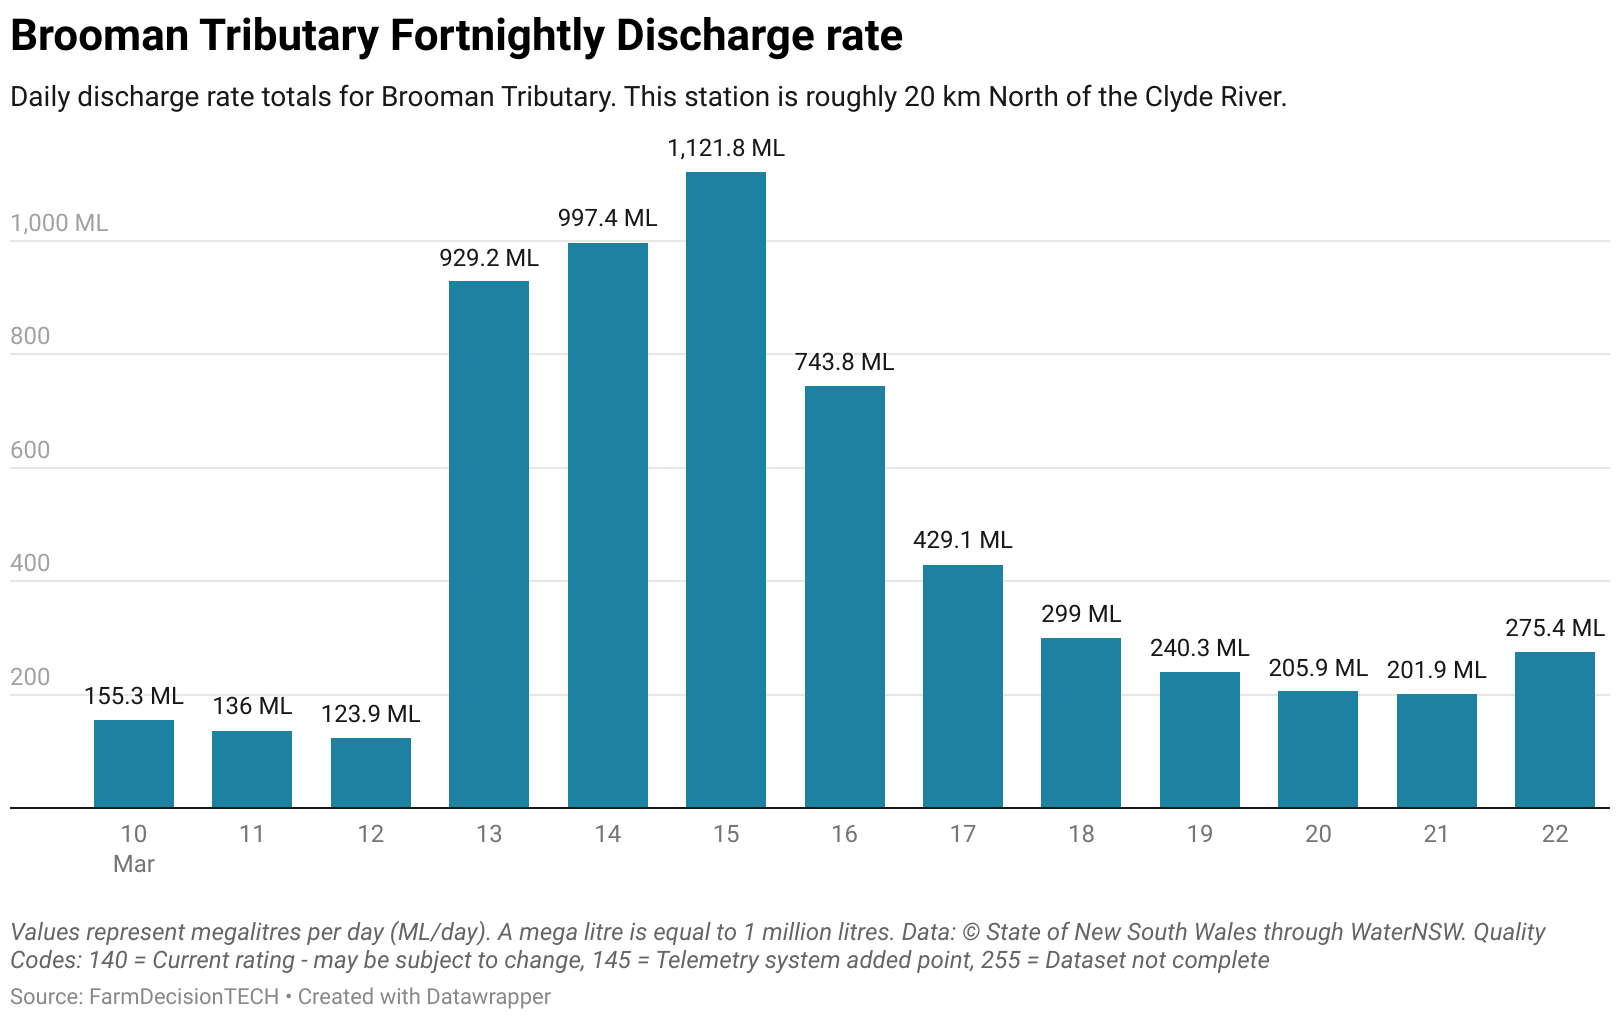 Brooman Tributary Fortnightly Discharge rate
Daily discharge rate totals for Brooman Tributary. This station is roughly 20 km North of the Clyde River.
1,121.8 ML
997.4 ML
1,000 ML
929.2 ML
800
743.8 ML
600
429.1 ML
400
299 ML
275.4 ML
240.3 ML
205.9 ML
201.9 ML
200
155.3 ML
136 ML
123.9 ML
10 11 12 13 14 15 16 17 18 19 20 21 22
Mar
Values represent megalitres per day (ML/day). A mega litre is equal to 1 million litres. Data: © State of New South Wales through WaterNSW. Quality
Codes: 140 = Current rating - may be subject to change, 145 = Telemetry system added point, 255 = Dataset not complete
Source: FarmDecisionTECH • Created with Datawrapper